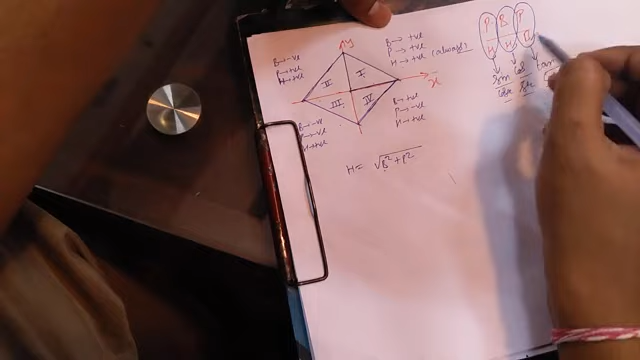 y
B → -ve
P → +ve
H → +ve
B → +ve
P → +ve
H → +ve (always)
II
I
III
IV
x
B → -ve
P → -ve
H → +ve
B → +ve
P → -ve
H → +ve
H = √B²+P²
P B P
H H B
Sin Cos Tan